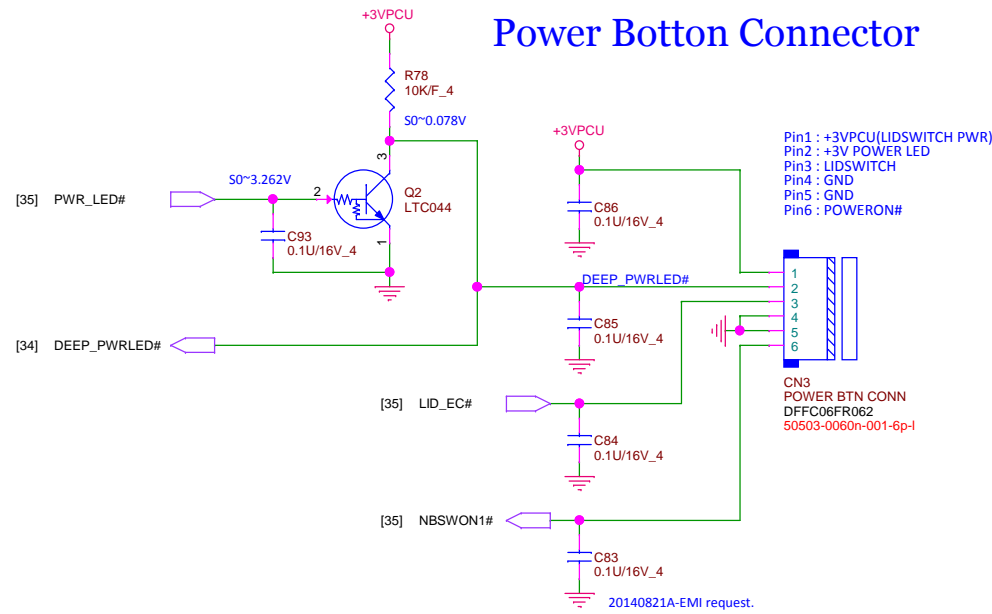 Power Botton Connector
+3VPCU
R78
10K/F_4
S0~0.078V
3
[35] PWR_LED#
S0~3.262V
2
Q2
LTC044
1
C93
0.1U/16V_4
+3VPCU
C86
0.1U/16V_4
Pin1 : +3VPCU(LIDSWITCH PWR)
Pin2 : +3V POWER LED
Pin3 : LIDSWITCH
Pin4 : GND
Pin5 : GND
Pin6 : POWERON#
DEEP_PWRLED#
C85
0.1U/16V_4
1
2
3
4
5
6
[34] DEEP_PWRLED#
CN3
POWER BTN CONN
DFFC06FR062
50503-0060n-001-6p-l
[35] LID_EC#
C84
0.1U/16V_4
[35] NBSWON1#
C83
0.1U/16V_4
20140821A-EMI request.